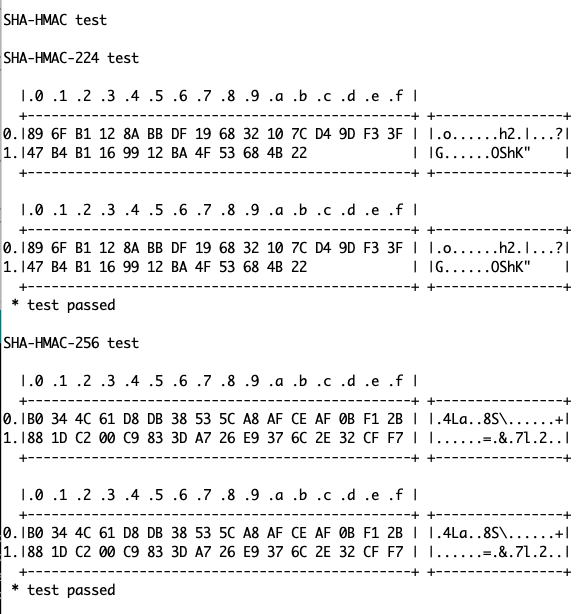 SHA-HMAC test
SHA-HMAC-224 test
|.0 .1 .2 .3 .4 .5 .6 .7 .8 .9 .a .b .c .d .e .f |
+------------------------------------------------+ +----------------+
0.|89 6F B1 12 8A BB DF 19 68 32 10 7C D4 9D F3 3F | |.o......h2.|...?|
1.|47 B4 B1 16 99 12 BA 4F 53 68 4B 22             | |G......OShK"    |
+------------------------------------------------+ +----------------+
|.0 .1 .2 .3 .4 .5 .6 .7 .8 .9 .a .b .c .d .e .f |
+------------------------------------------------+ +----------------+
0.|89 6F B1 12 8A BB DF 19 68 32 10 7C D4 9D F3 3F | |.o......h2.|...?|
1.|47 B4 B1 16 99 12 BA 4F 53 68 4B 22             | |G......OShK"    |
+------------------------------------------------+ +----------------+
* test passed
SHA-HMAC-256 test
|.0 .1 .2 .3 .4 .5 .6 .7 .8 .9 .a .b .c .d .e .f |
+------------------------------------------------+ +----------------+
0.|B0 34 4C 61 D8 DB 38 53 5C A8 AF CE AF 0B F1 2B | |.4La..8S\......+|
1.|88 1D C2 00 C9 83 3D A7 26 E9 37 6C 2E 32 CF F7 | |......=.&.7l.2..|
+------------------------------------------------+ +----------------+
|.0 .1 .2 .3 .4 .5 .6 .7 .8 .9 .a .b .c .d .e .f |
+------------------------------------------------+ +----------------+
0.|B0 34 4C 61 D8 DB 38 53 5C A8 AF CE AF 0B F1 2B | |.4La..8S\......+|
1.|88 1D C2 00 C9 83 3D A7 26 E9 37 6C 2E 32 CF F7 | |......=.&.7l.2..|
+------------------------------------------------+ +----------------+
* test passed